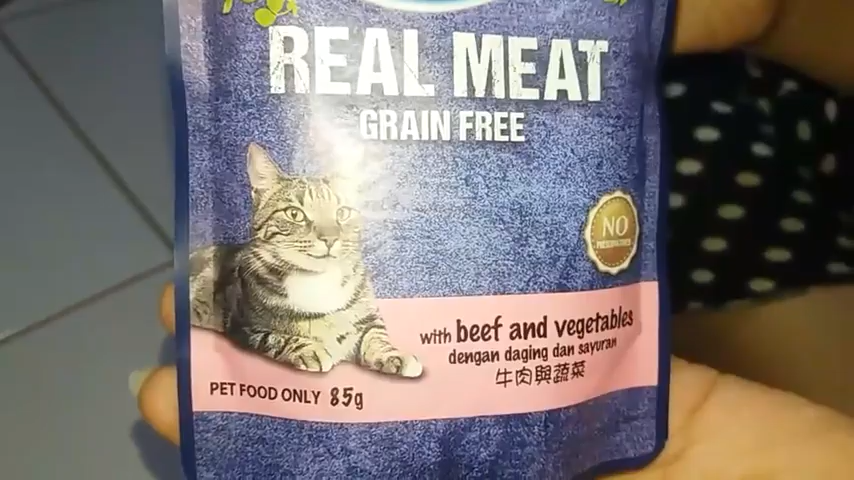 REAL MEAT
GRAIN FREE
NO
PRESERVATIVES
with beef and vegetables
dengan daging dan sayuran
牛肉與蔬菜
PET FOOD ONLY 85g